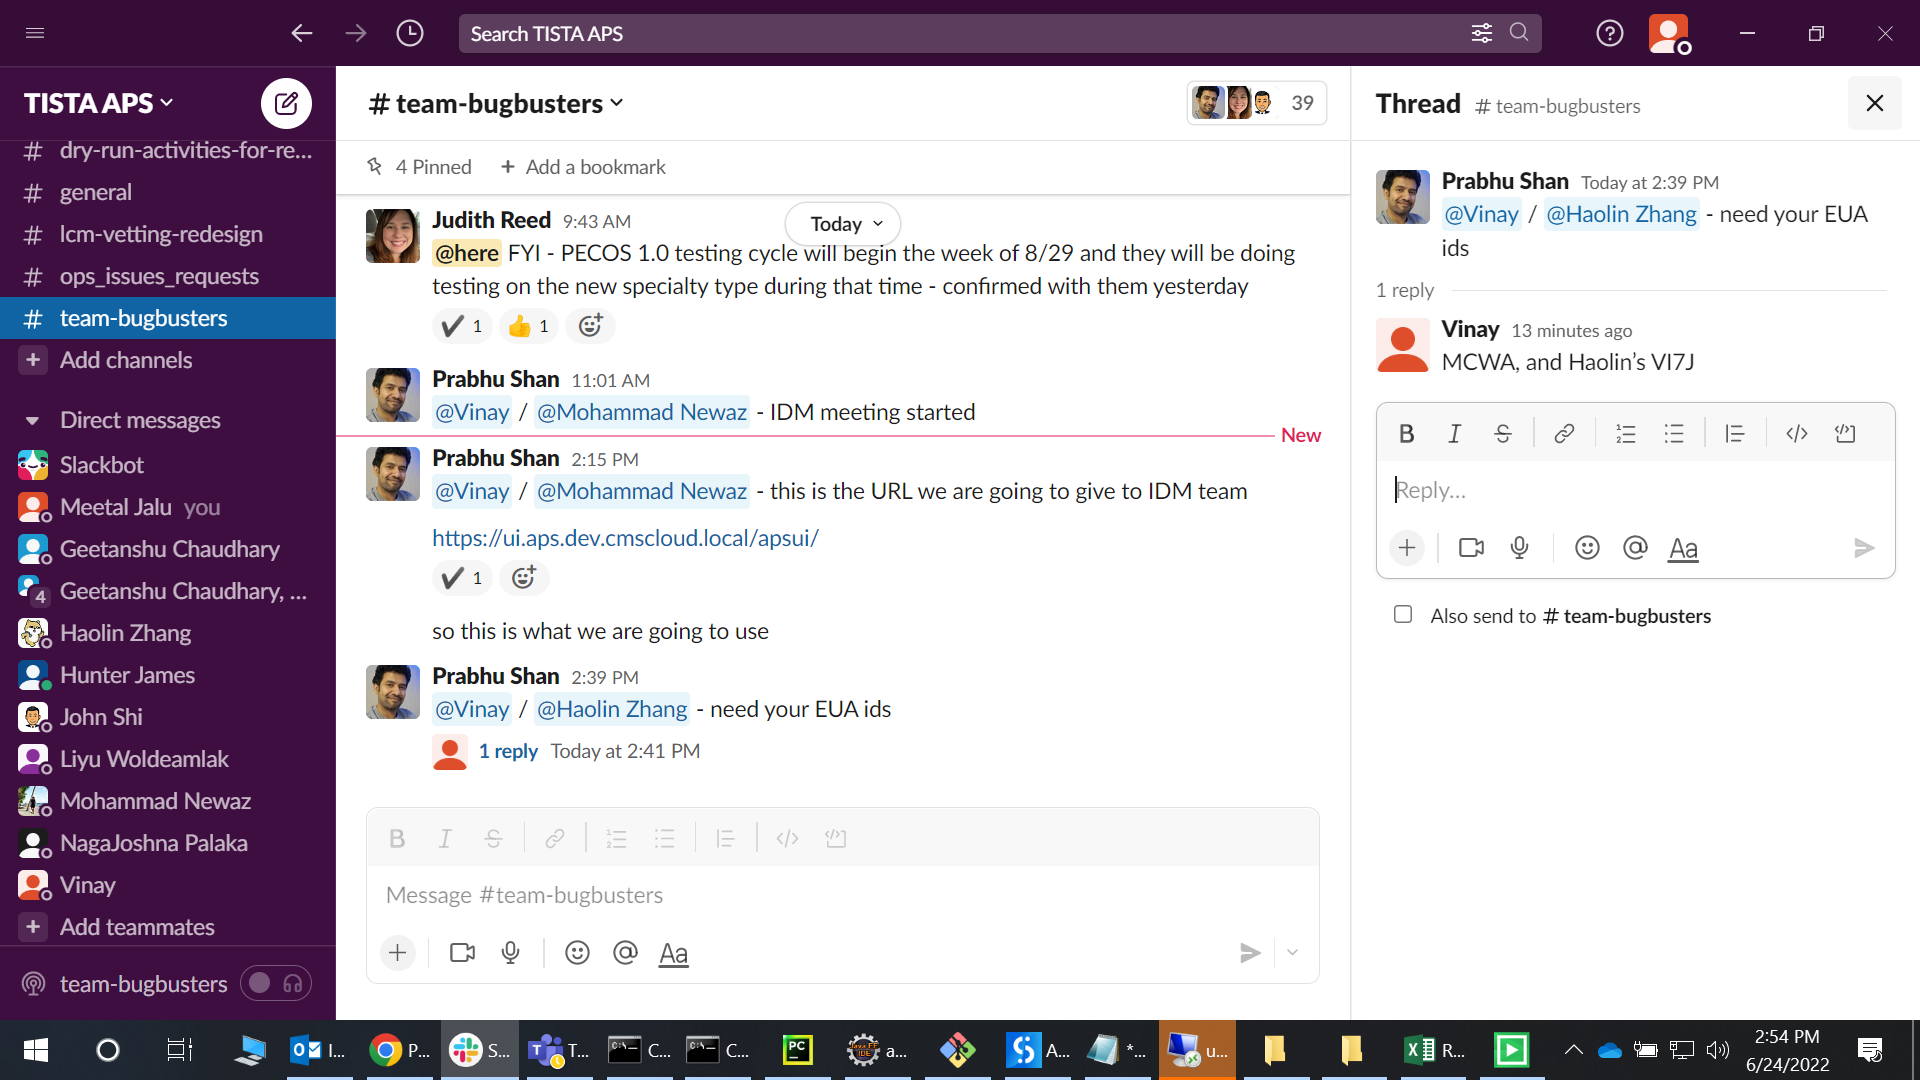 Search TISTA APS
TISTA APS
dry-run-activities-for-re...
general
lcm-vetting-redesign
ops_issues_requests
team-bugbusters
Add channels
Direct messages
Slackbot
Meetal Jalu you
Geetanshu Chaudhary
4 Geetanshu Chaudhary, ...
Haolin Zhang
Hunter James
John Shi
Liyu Woldeamlak
Mohammad Newaz
NagaJoshna Palaka
Vinay
+ Add teammates
team-bugbusters
# team-bugbusters
39
4 Pinned + Add a bookmark
Today
Judith Reed 9:43 AM
@here FYI - PECOS 1.0 testing cycle will begin the week of 8/29 and they will be doing
testing on the new specialty type during that time - confirmed with them yesterday
1 1
Prabhu Shan 11:01 AM
@Vinay / @Mohammad Newaz - IDM meeting started
New
Prabhu Shan 2:15 PM
@Vinay / @Mohammad Newaz - this is the URL we are going to give to IDM team
https://ui.aps.dev.cmscloud.local/apsui/
1
so this is what we are going to use
Prabhu Shan 2:39 PM
@Vinay / @Haolin Zhang - need your EUA ids
1 reply Today at 2:41 PM
B I S
Message #team-bugbusters
+ @ Aa
Thread # team-bugbusters
Prabhu Shan Today at 2:39 PM
@Vinay / @Haolin Zhang - need your EUA
ids
1 reply
Vinay 13 minutes ago
MCWA, and Haolin’s VI7J
B I S
Reply...
+ @ Aa
Also send to # team-bugbusters
I... P... S... T... C... C... PC a... A... *... u... R...
2:54 PM
6/24/2022